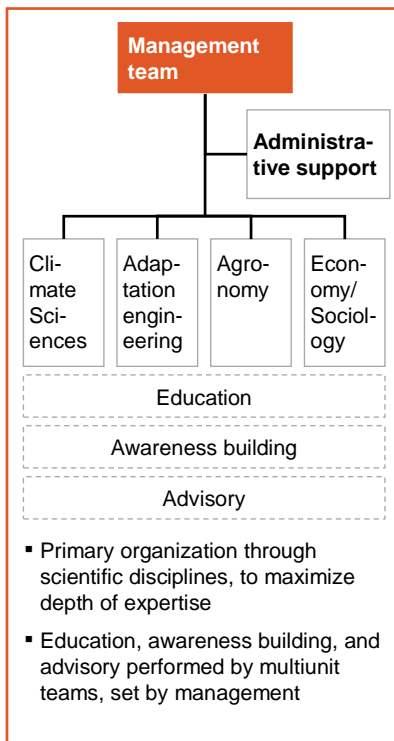 Management
team
Administra-
tive support
Cli-
mate
Sci-
ences
Adap-
tation
engin-
eering
Agro-
nomy
Econ-
omy/
Sociol-
ogy
Education
Awareness building
Advisory
▪ Primary organization through
scientific disciplines, to maximize
depth of expertise
▪ Education, awareness building, and
advisory performed by multiunit
teams, set by management